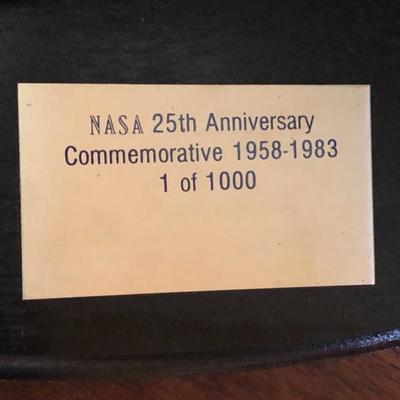 NASA 25th Anniversary
Commemorative 1958-1983
1 of 1000